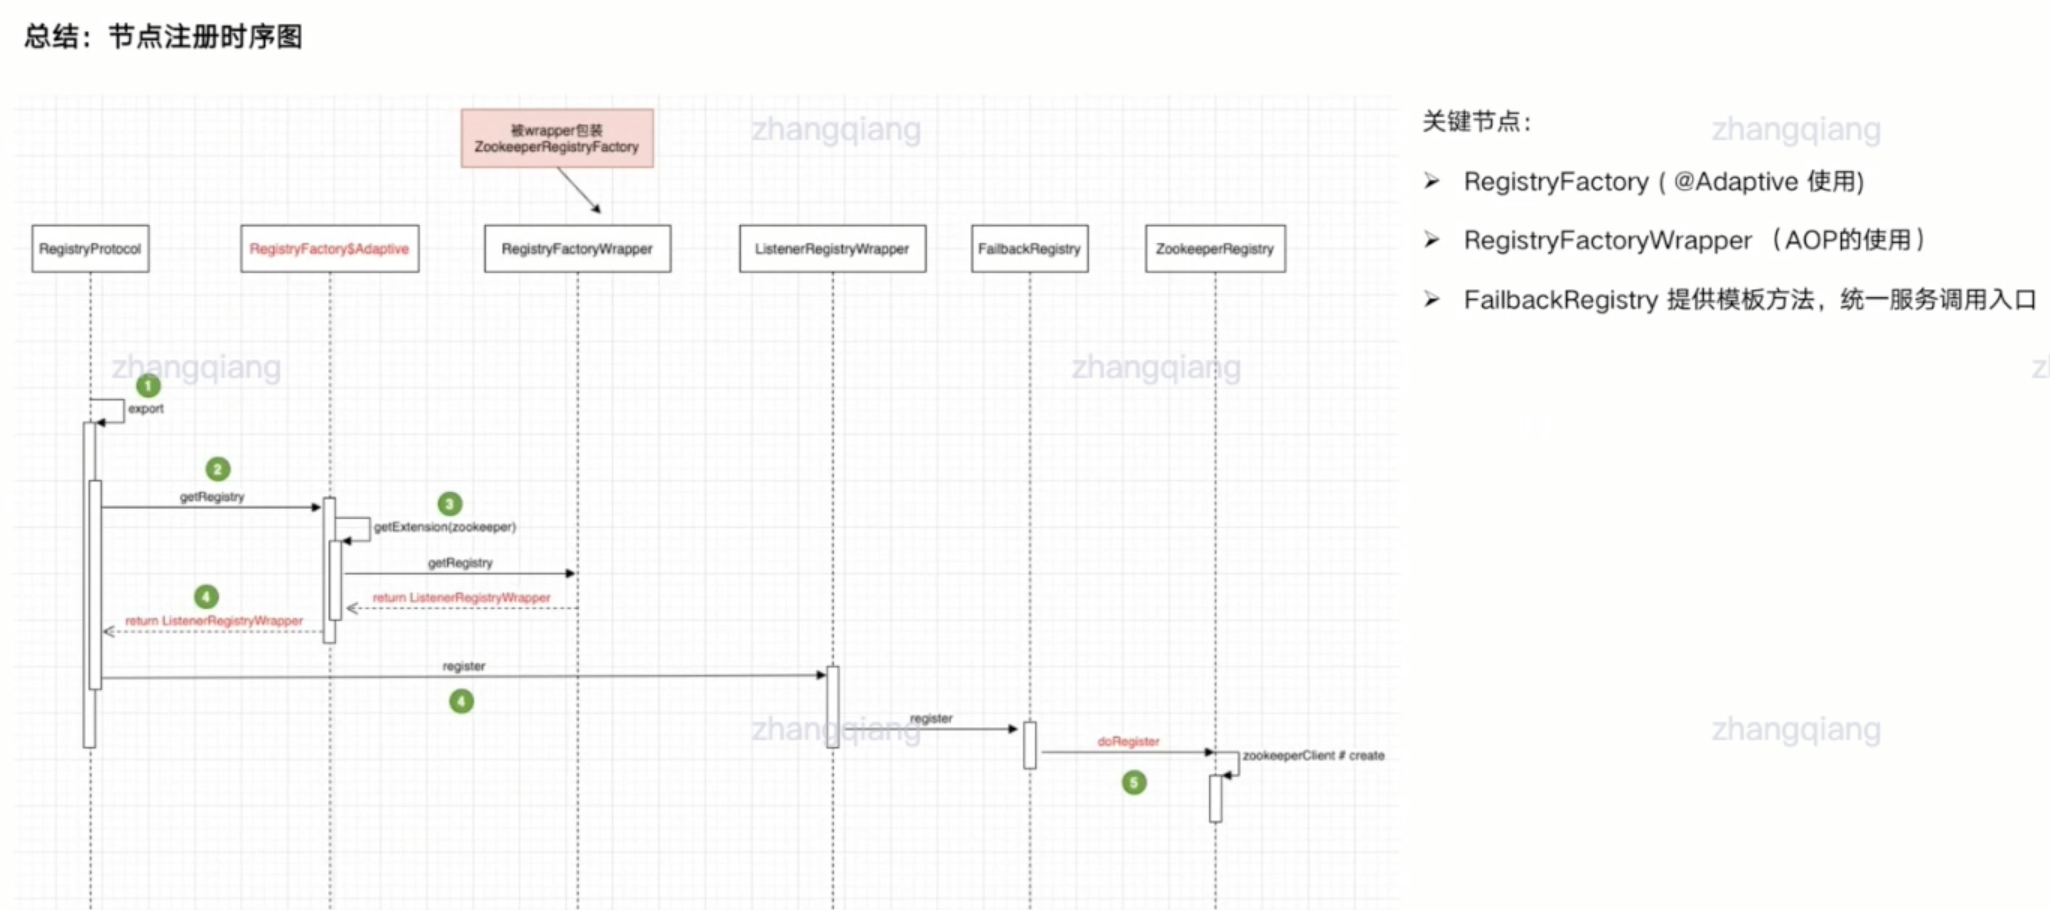 总结：节点注册时序图
被wrapper包装
ZookeeperRegistryFactory
zhangqiang
关键节点：
zhangqiang
➢ RegistryFactory ( @Adaptive 使用)
➢ RegistryFactoryWrapper （AOP的使用）
➢ FailbackRegistry 提供模板方法，统一服务调用入口
RegistryProtocol
RegistryFactory$Adaptive
RegistryFactoryWrapper
ListenerRegistryWrapper
FailbackRegistry
ZookeeperRegistry
zhangqiang
zhangqiang
1
export
2
getRegistry
3
getExtension(zookeeper)
getRegistry
return ListenerRegistryWrapper
4
return ListenerRegistryWrapper
register
4
zhangqiang
register
zhangqiang
doRegister
5
zookeeperClient # create